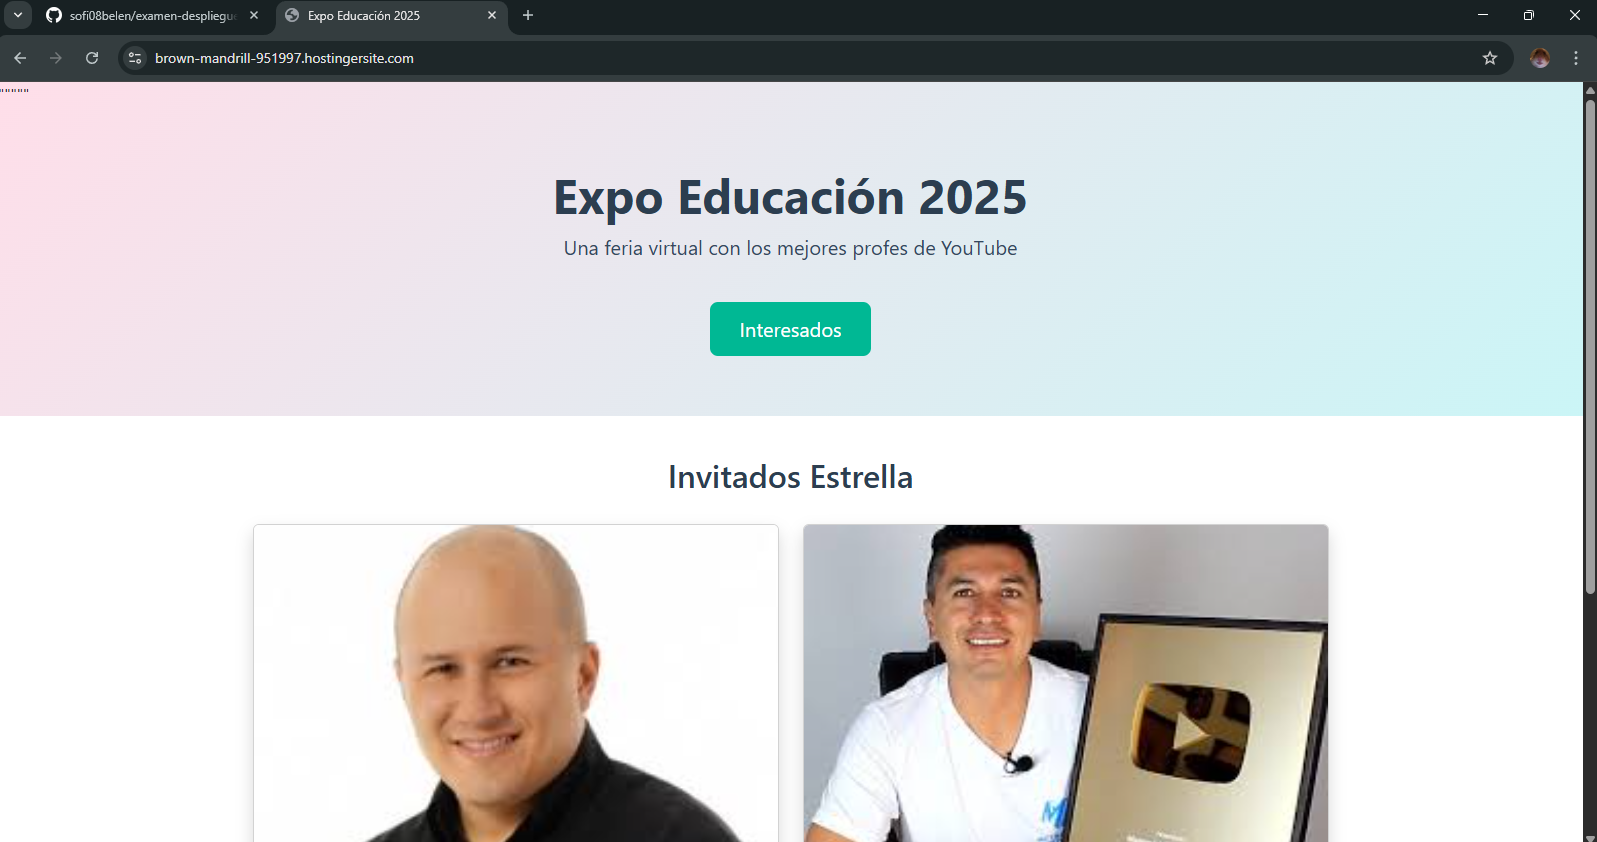 sofi08belen/examen-despliegue
Expo Educación 2025
brown-mandrill-951997.hostingersite.com
"""""
Expo Educación 2025
Una feria virtual con los mejores profes de YouTube
Interesados
Invitados Estrella